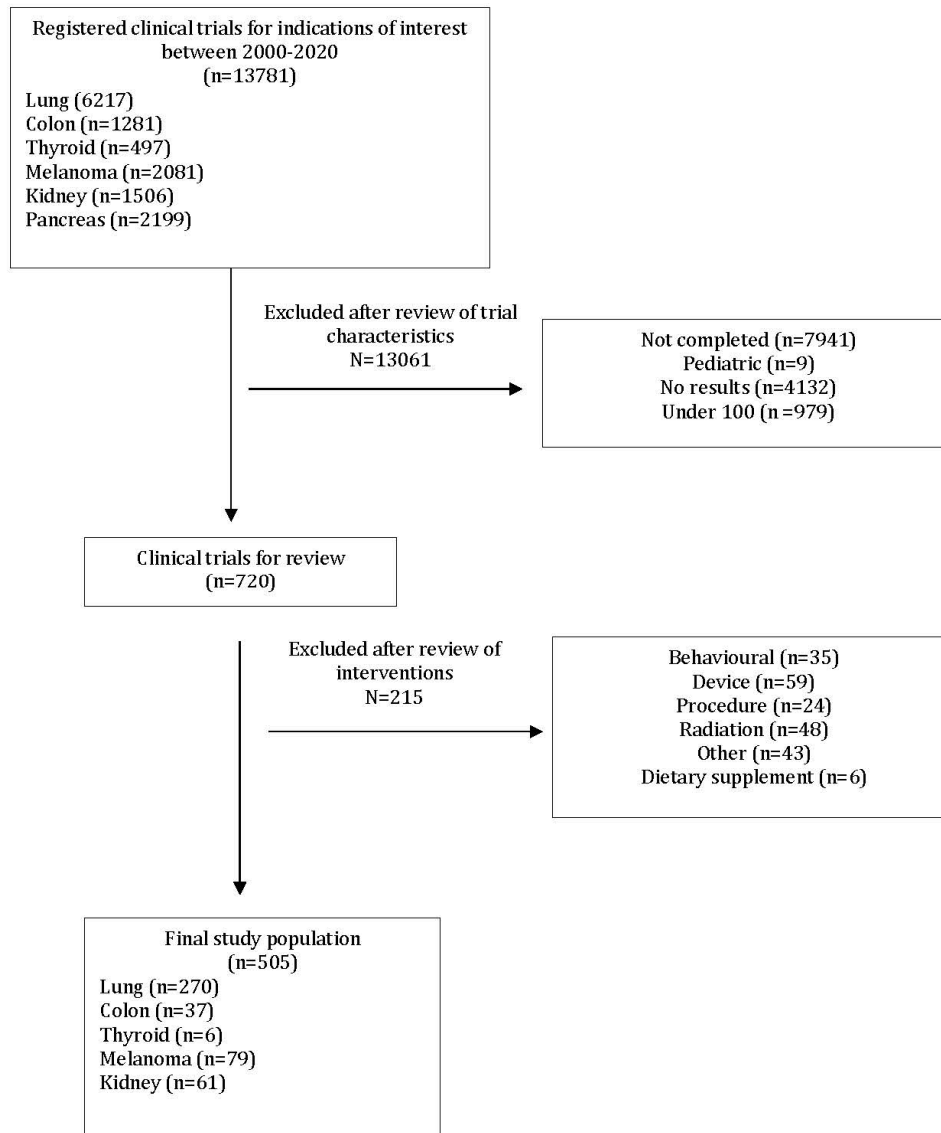 Registered clinical trials for indications of interest
between 2000-2020
(n=13781)
Lung (6217)
Colon (n=1281)
Thyroid (n=497)
Melanoma (n=2081)
Kidney (n=1506)
Pancreas (n=2199)
Excluded after review of trial
characteristics
N=13061
Not completed (n=7941)
Pediatric (n=9)
No results (n=4132)
Under 100 (n =979)
Clinical trials for review
(n=720)
Excluded after review of
interventions
N=215
Behavioural (n=35)
Device (n=59)
Procedure (n=24)
Radiation (n=48)
Other (n=43)
Dietary supplement (n=6)
Final study population
(n=505)
Lung (n=270)
Colon (n=37)
Thyroid (n=6)
Melanoma (n=79)
Kidney (n=61)